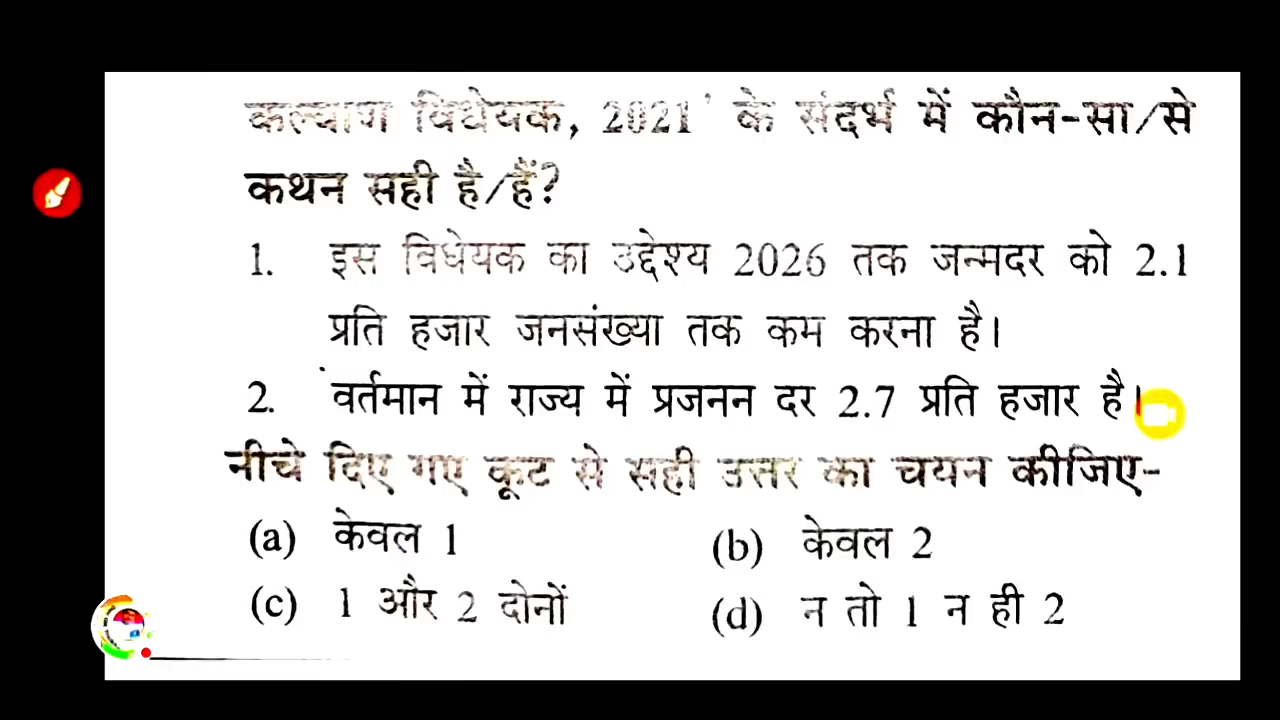 कल्याण विधेयक, 2021' के संदर्भ में कौन-सा/से
कथन सही है/हैं?
1. इस विधेयक का उद्देश्य 2026 तक जन्मदर को 2.1
प्रति हजार जनसंख्या तक कम करना है।
2. वर्तमान में राज्य में प्रजनन दर 2.7 प्रति हजार है।
नीचे दिए गए कूट से सही उत्तर का चयन कीजिए-
(a) केवल 1 (b) केवल 2
(c) 1 और 2 दोनों (d) न तो 1 न ही 2